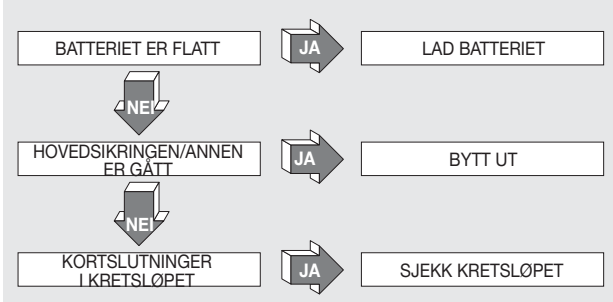 BATTERIET ER FLATT
JA
LAD BATTERIET
NEI
HOVEDSIKRINGEN/ANNEN
ER GÅTT
JA
BYTT UT
NEI
KORTSLUTNINGER
I KRETSLØPET
JA
SJEKK KRETSLØPET